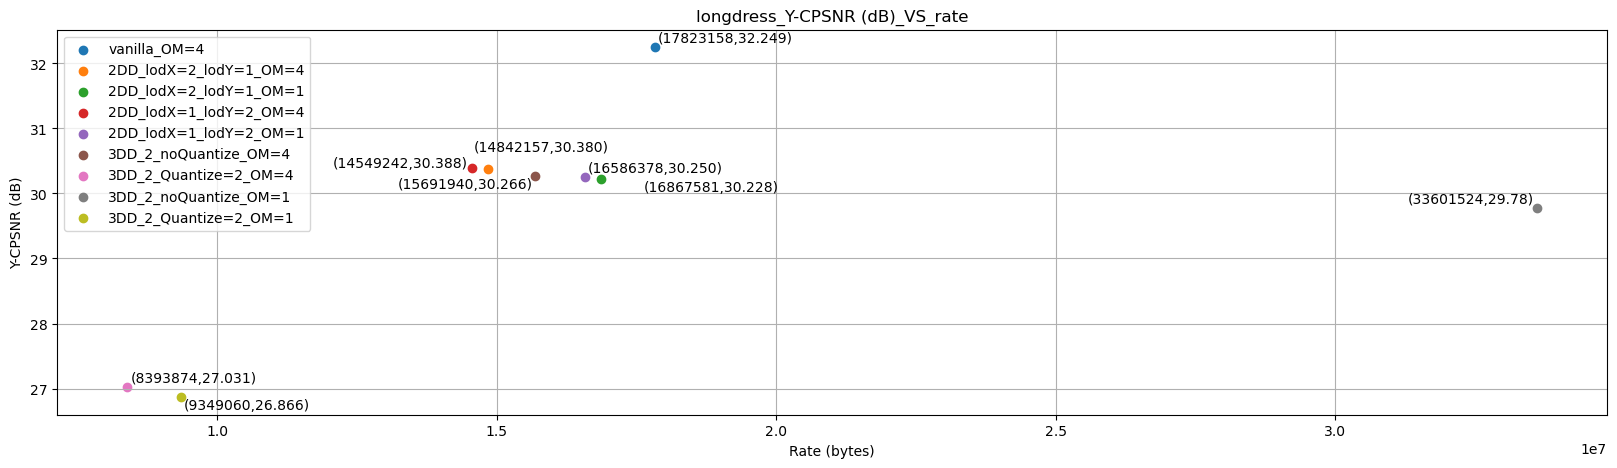 longdress_Y-CPSNR (dB)_VS_rate
vanilla_OM=4
2DD_lodX=2_lodY=1_OM=4
2DD_lodX=2_lodY=1_OM=1
2DD_lodX=1_lodY=2_OM=4
2DD_lodX=1_lodY=2_OM=1
3DD_2_noQuantize_OM=4
3DD_2_Quantize=2_OM=4
3DD_2_noQuantize_OM=1
3DD_2_Quantize=2_OM=1
(17823158,32.249)
(14842157,30.380)
(14549242,30.388)
(16586378,30.250)
(15691940,30.266)
(16867581,30.228)
(33601524,29.78)
(8393874,27.031)
(9349060,26.866)
Y-CPSNR (dB)
32
31
30
29
28
27
1.0
1.5
2.0
2.5
3.0
1e7
Rate (bytes)